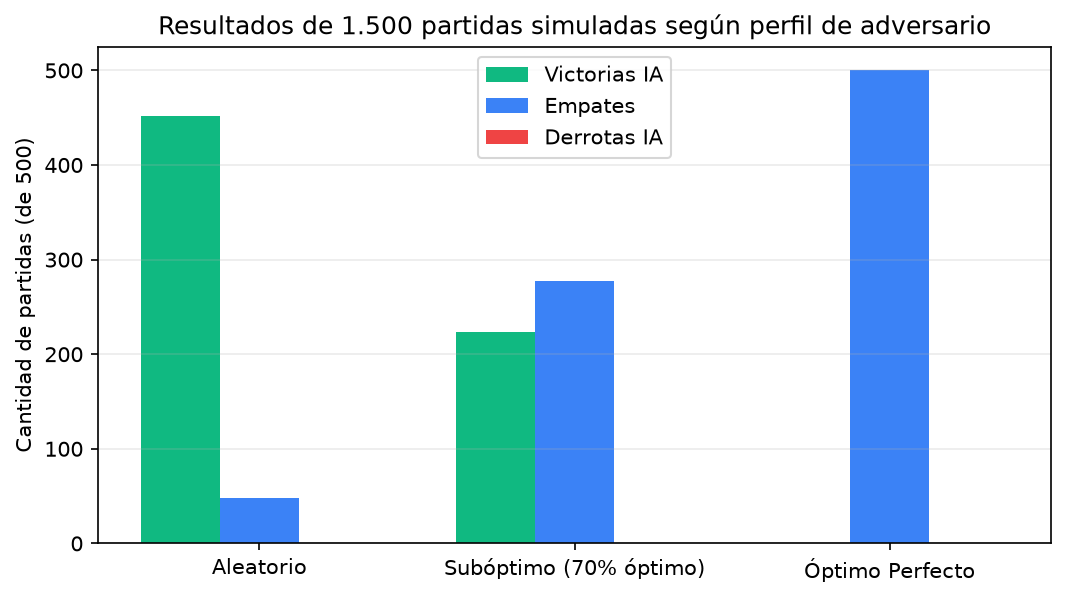 Resultados de 1.500 partidas simuladas según perfil de adversario
Cantidad de partidas (de 500)
500
400
300
200
100
0
Victorias IA
Empates
Derrotas IA
Aleatorio
Subóptimo (70% óptimo)
Óptimo Perfecto